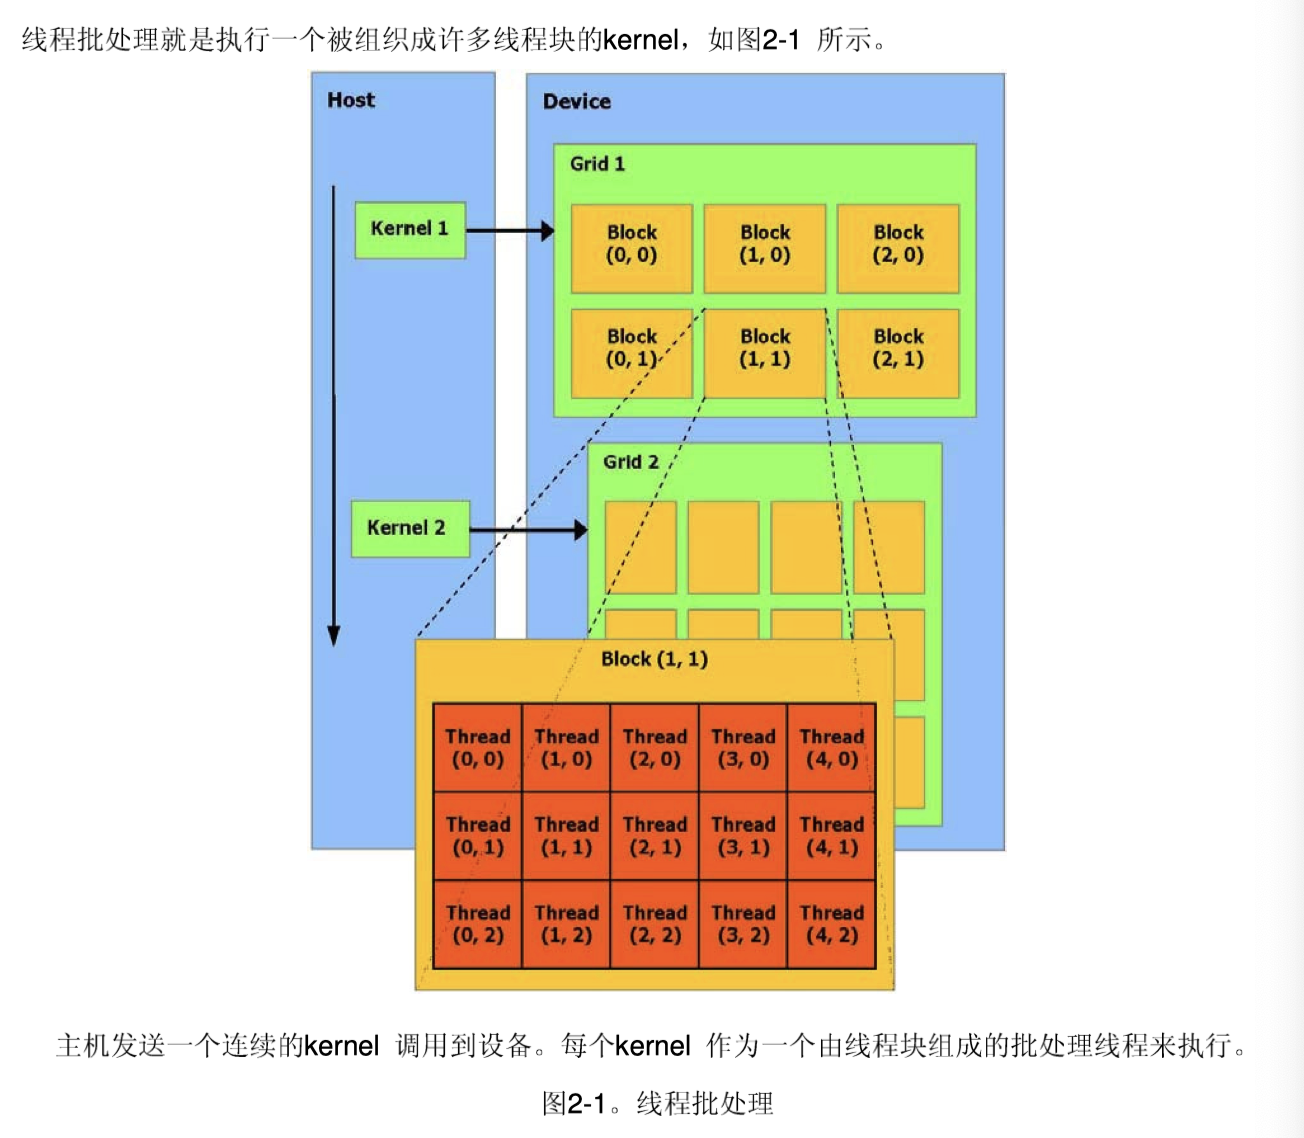 线程批处理就是执行一个被组织成许多线程块的kernel，如图2-1 所示。
Host
Device
Grid 1
Kernel 1
Block
(0, 0)
Block
(1, 0)
Block
(2, 0)
Block
(0, 1)
Block
(1, 1)
Block
(2, 1)
Grid 2
Kernel 2
Block (1, 1)
Thread
(0, 0)
Thread
(1, 0)
Thread
(2, 0)
Thread
(3, 0)
Thread
(4, 0)
Thread
(0, 1)
Thread
(1, 1)
Thread
(2, 1)
Thread
(3, 1)
Thread
(4, 1)
Thread
(0, 2)
Thread
(1, 2)
Thread
(2, 2)
Thread
(3, 2)
Thread
(4, 2)
主机发送一个连续的kernel 调用到设备。每个kernel 作为一个由线程块组成的批处理线程来执行。
图2-1。线程批处理